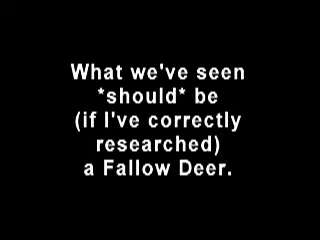 What we've seen
*should* be
(if I've correctly
researched)
a Fallow Deer.